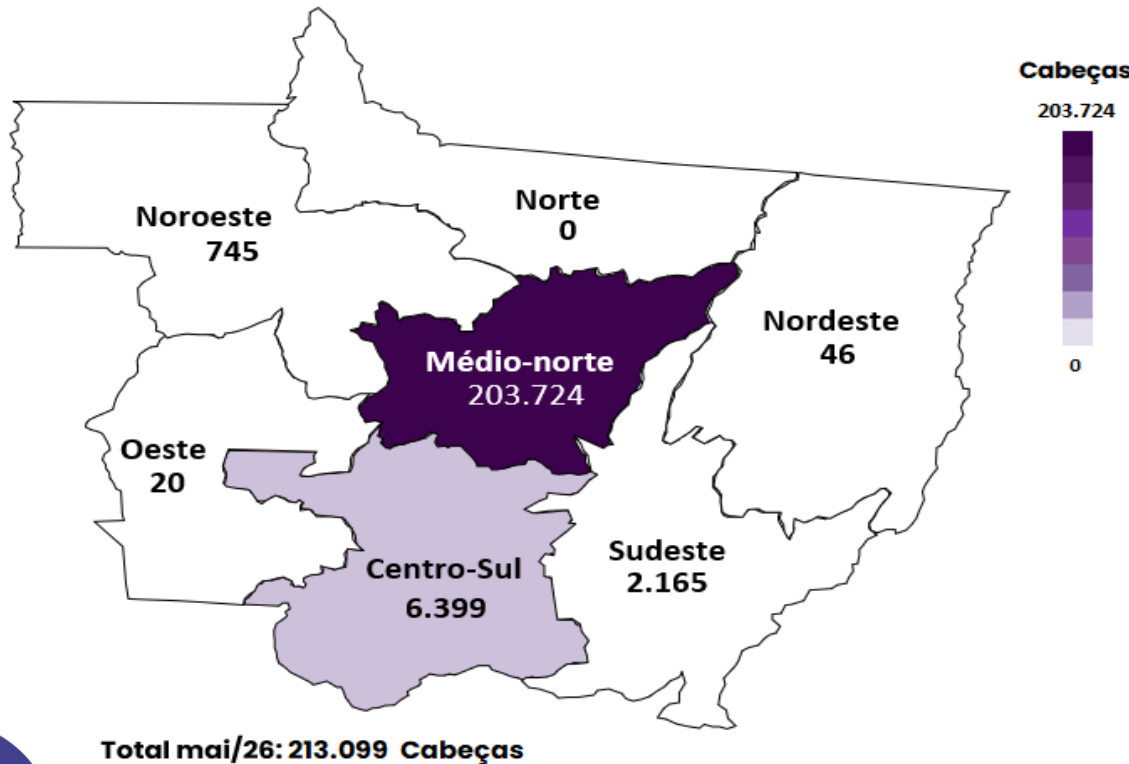 Cabeças
203.724
0
Norte
0
Noroeste
745
Nordeste
46
Médio-norte
203.724
Oeste
20
Sudeste
2.165
Centro-Sul
6.399
Total mai/26: 213.099 Cabeças